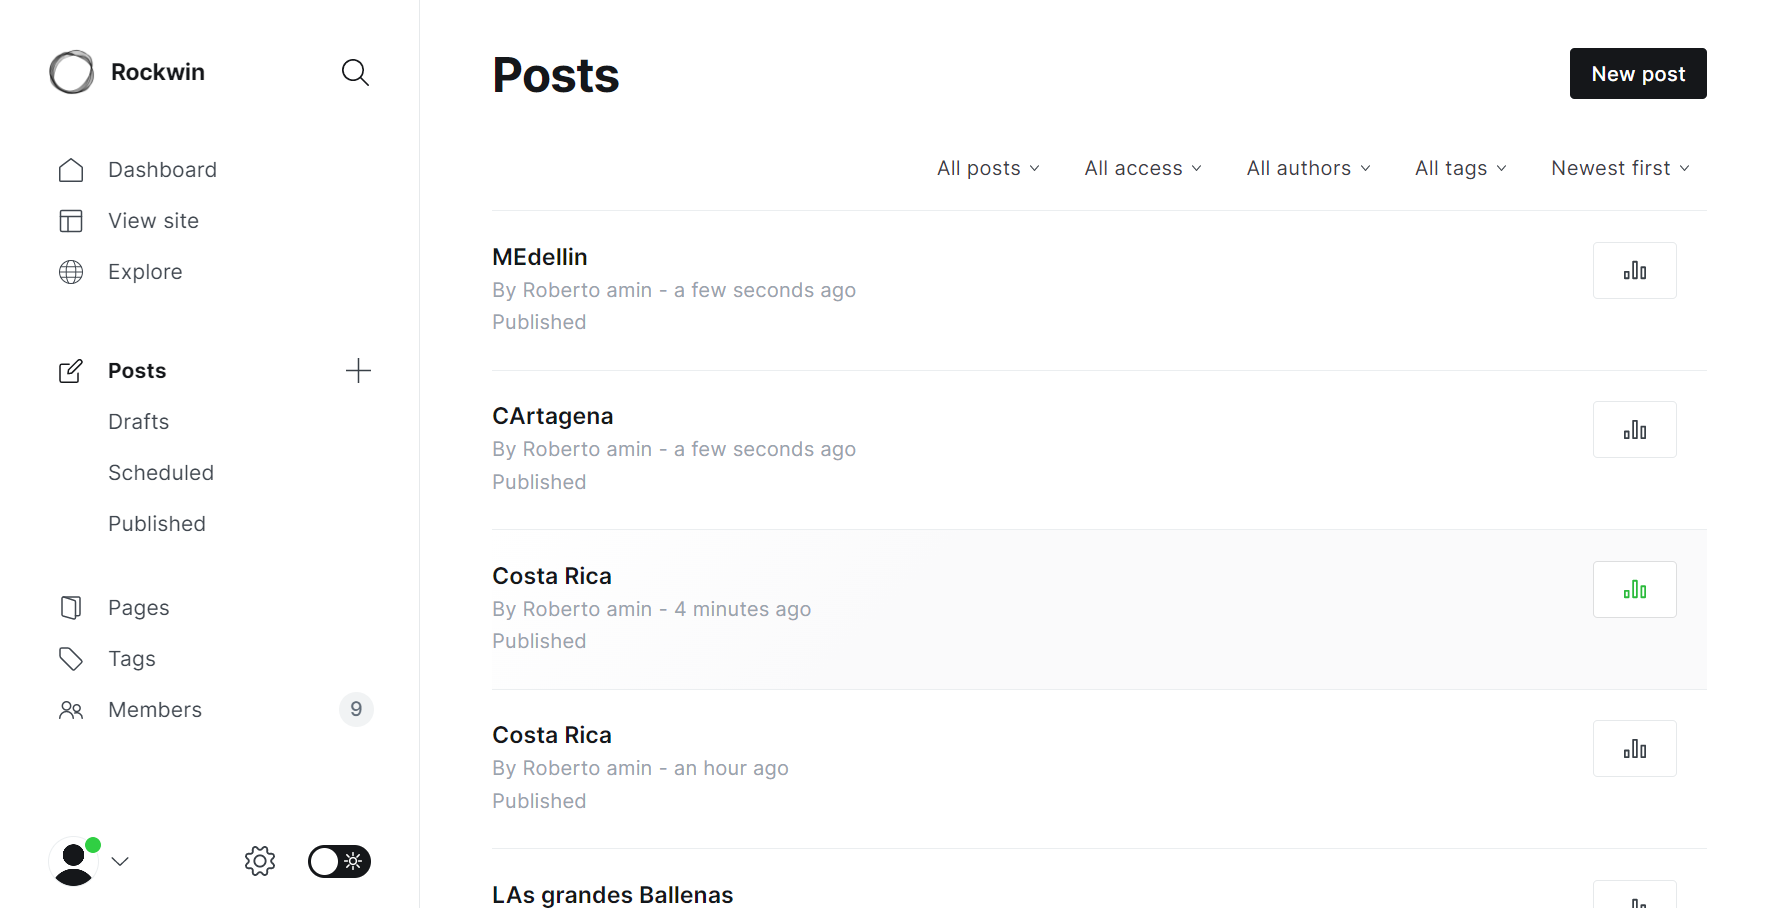 Rockwin
Dashboard
View site
Explore
Posts
Drafts
Scheduled
Published
Pages
Tags
Members 9
Posts
New post
All posts All access All authors All tags Newest first
MEdellin
By Roberto amin - a few seconds ago
Published
CArtagena
By Roberto amin - a few seconds ago
Published
Costa Rica
By Roberto amin - 4 minutes ago
Published
Costa Rica
By Roberto amin - an hour ago
Published
LAs grandes Ballenas